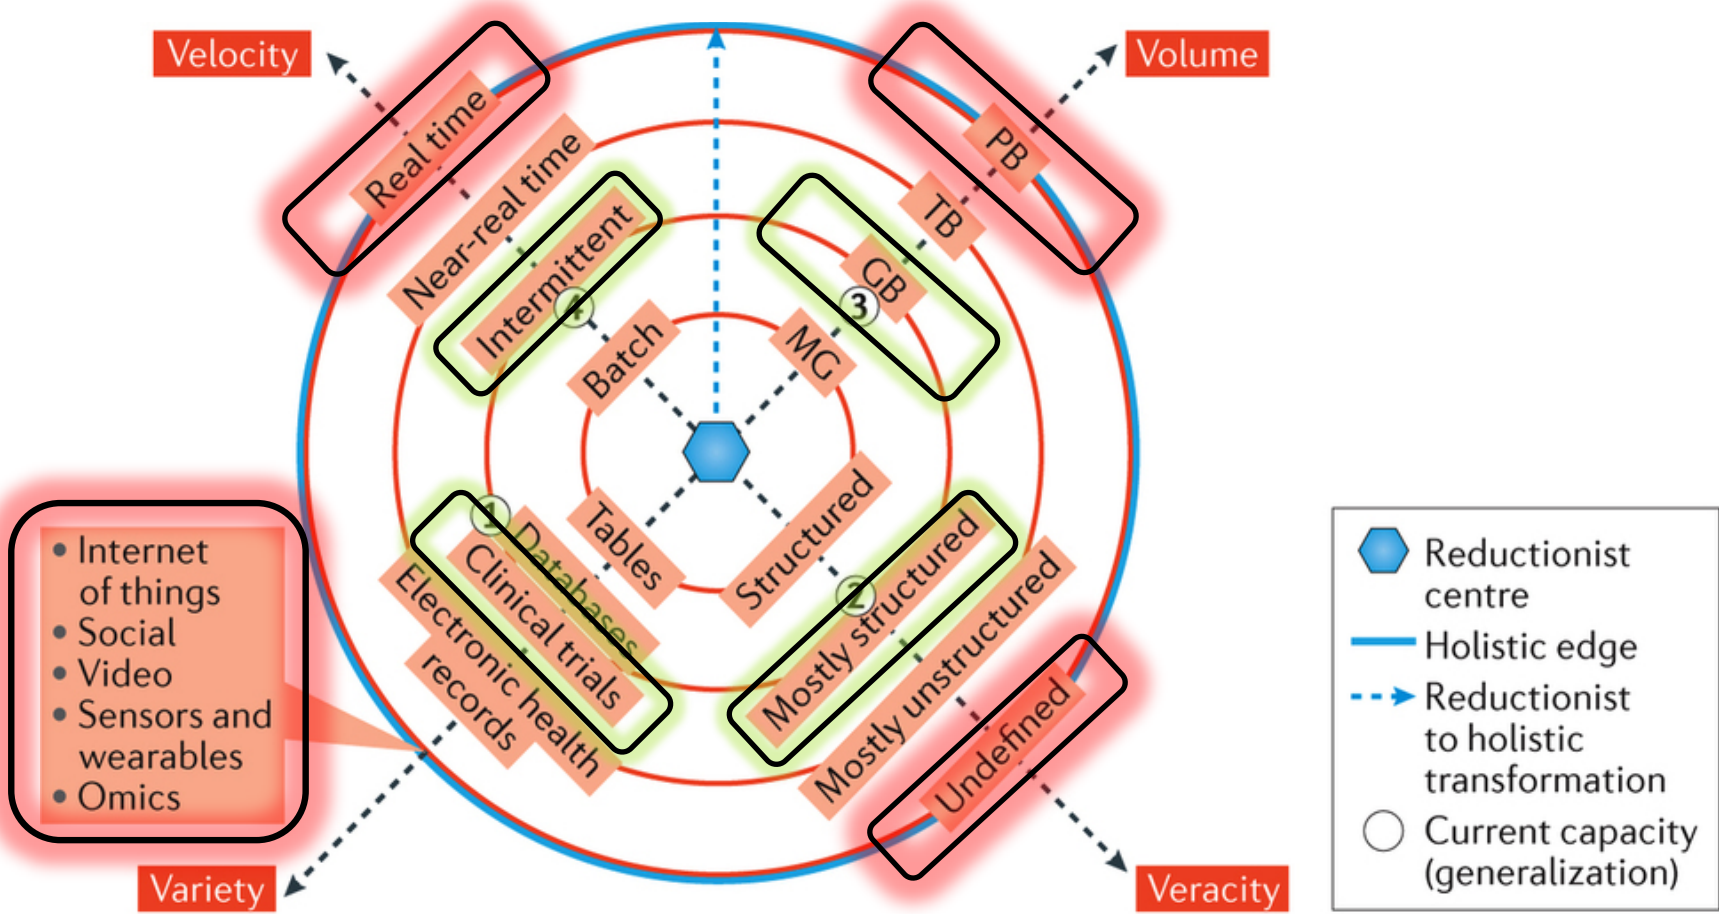 Velocity
Volume
Real time
PB
Near-real time
TB
Intermittent
GB
4
3
Batch
MG
1
Databases
Tables
Structured
Clinical trials
2
Mostly structured
Electronic health
records
Mostly unstructured
Undefined
• Internet
of things
• Social
• Video
• Sensors and
wearables
• Omics
Variety
Veracity
Reductionist
centre
Holistic edge
Reductionist
to holistic
transformation
Current capacity
(generalization)